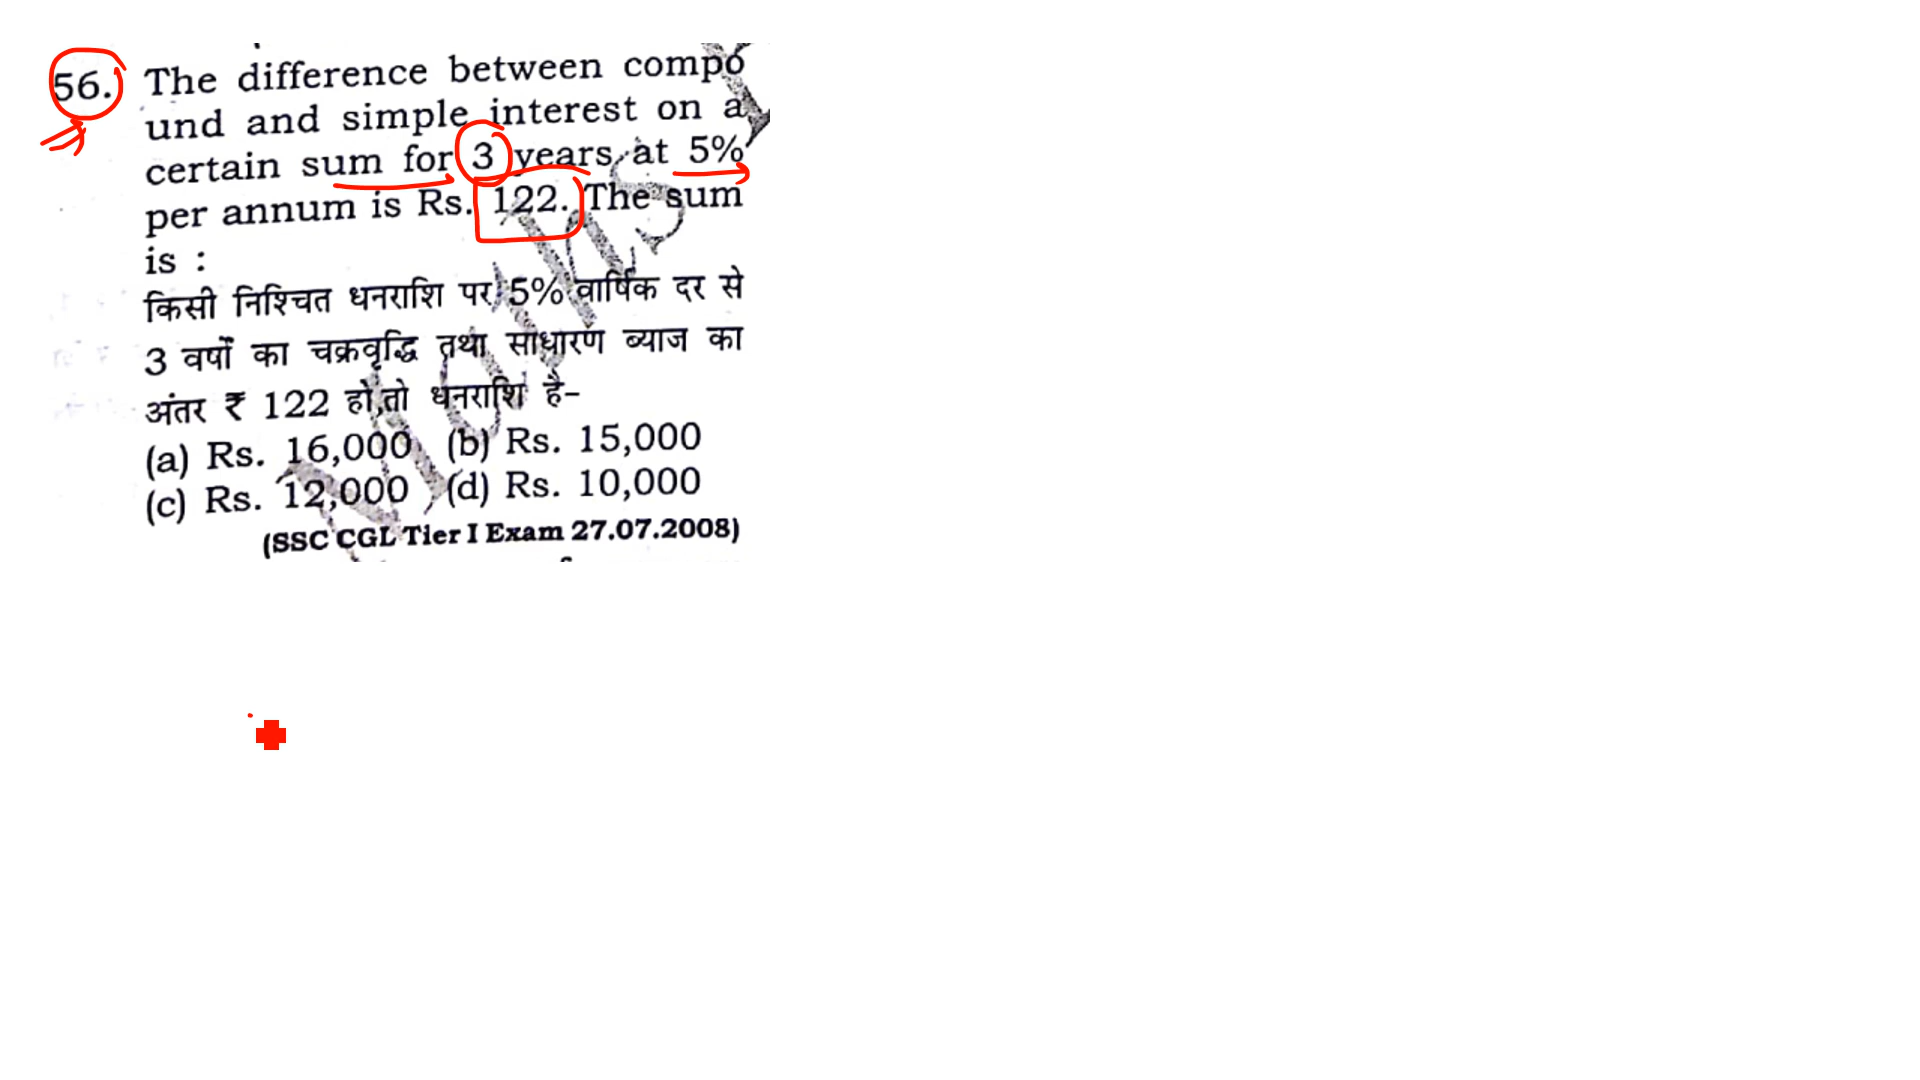 56. The difference between compo
und and simple interest on a
certain sum for 3 years at 5%
per annum is Rs. 122. The sum
is :
किसी निश्चित धनराशि पर 5% वार्षिक दर से
3 वर्षों का चक्रवृद्धि तथा साधारण ब्याज का
अंतर ₹ 122 हो,तो धनराशि है-
(a) Rs. 16,000 (b) Rs. 15,000
(c) Rs. 12,000 (d) Rs. 10,000
(SSC CGL Tier I Exam 27.07.2008)